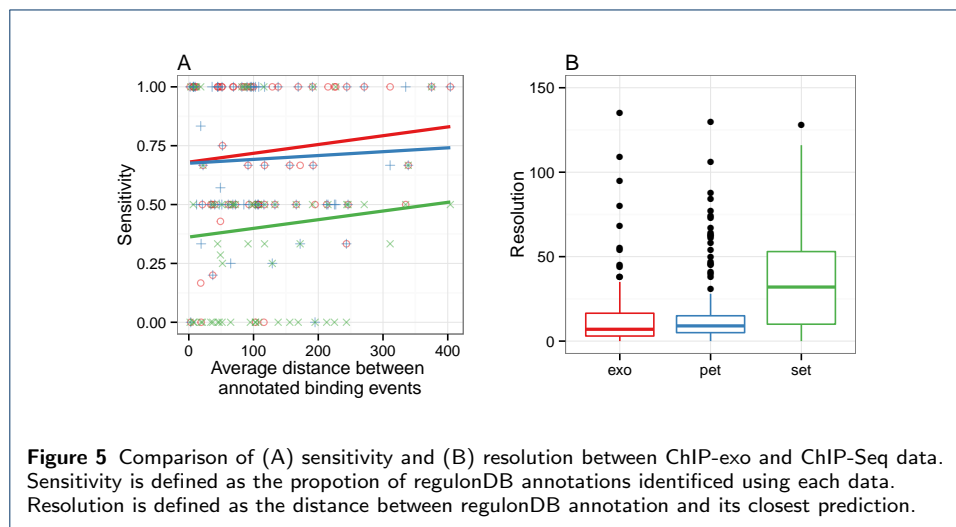 A
1.00
0.75
0.50
0.25
0.00
Sensitivity
0 100 200 300 400
Average distance between
annotated binding events
B
150
100
50
0
Resolution
exo pet set
Figure 5 Comparison of (A) sensitivity and (B) resolution between ChIP-exo and ChIP-Seq data.
Sensitivity is defined as the propotion of regulonDB annotations identificed using each data.
Resolution is defined as the distance between regulonDB annotation and its closest prediction.